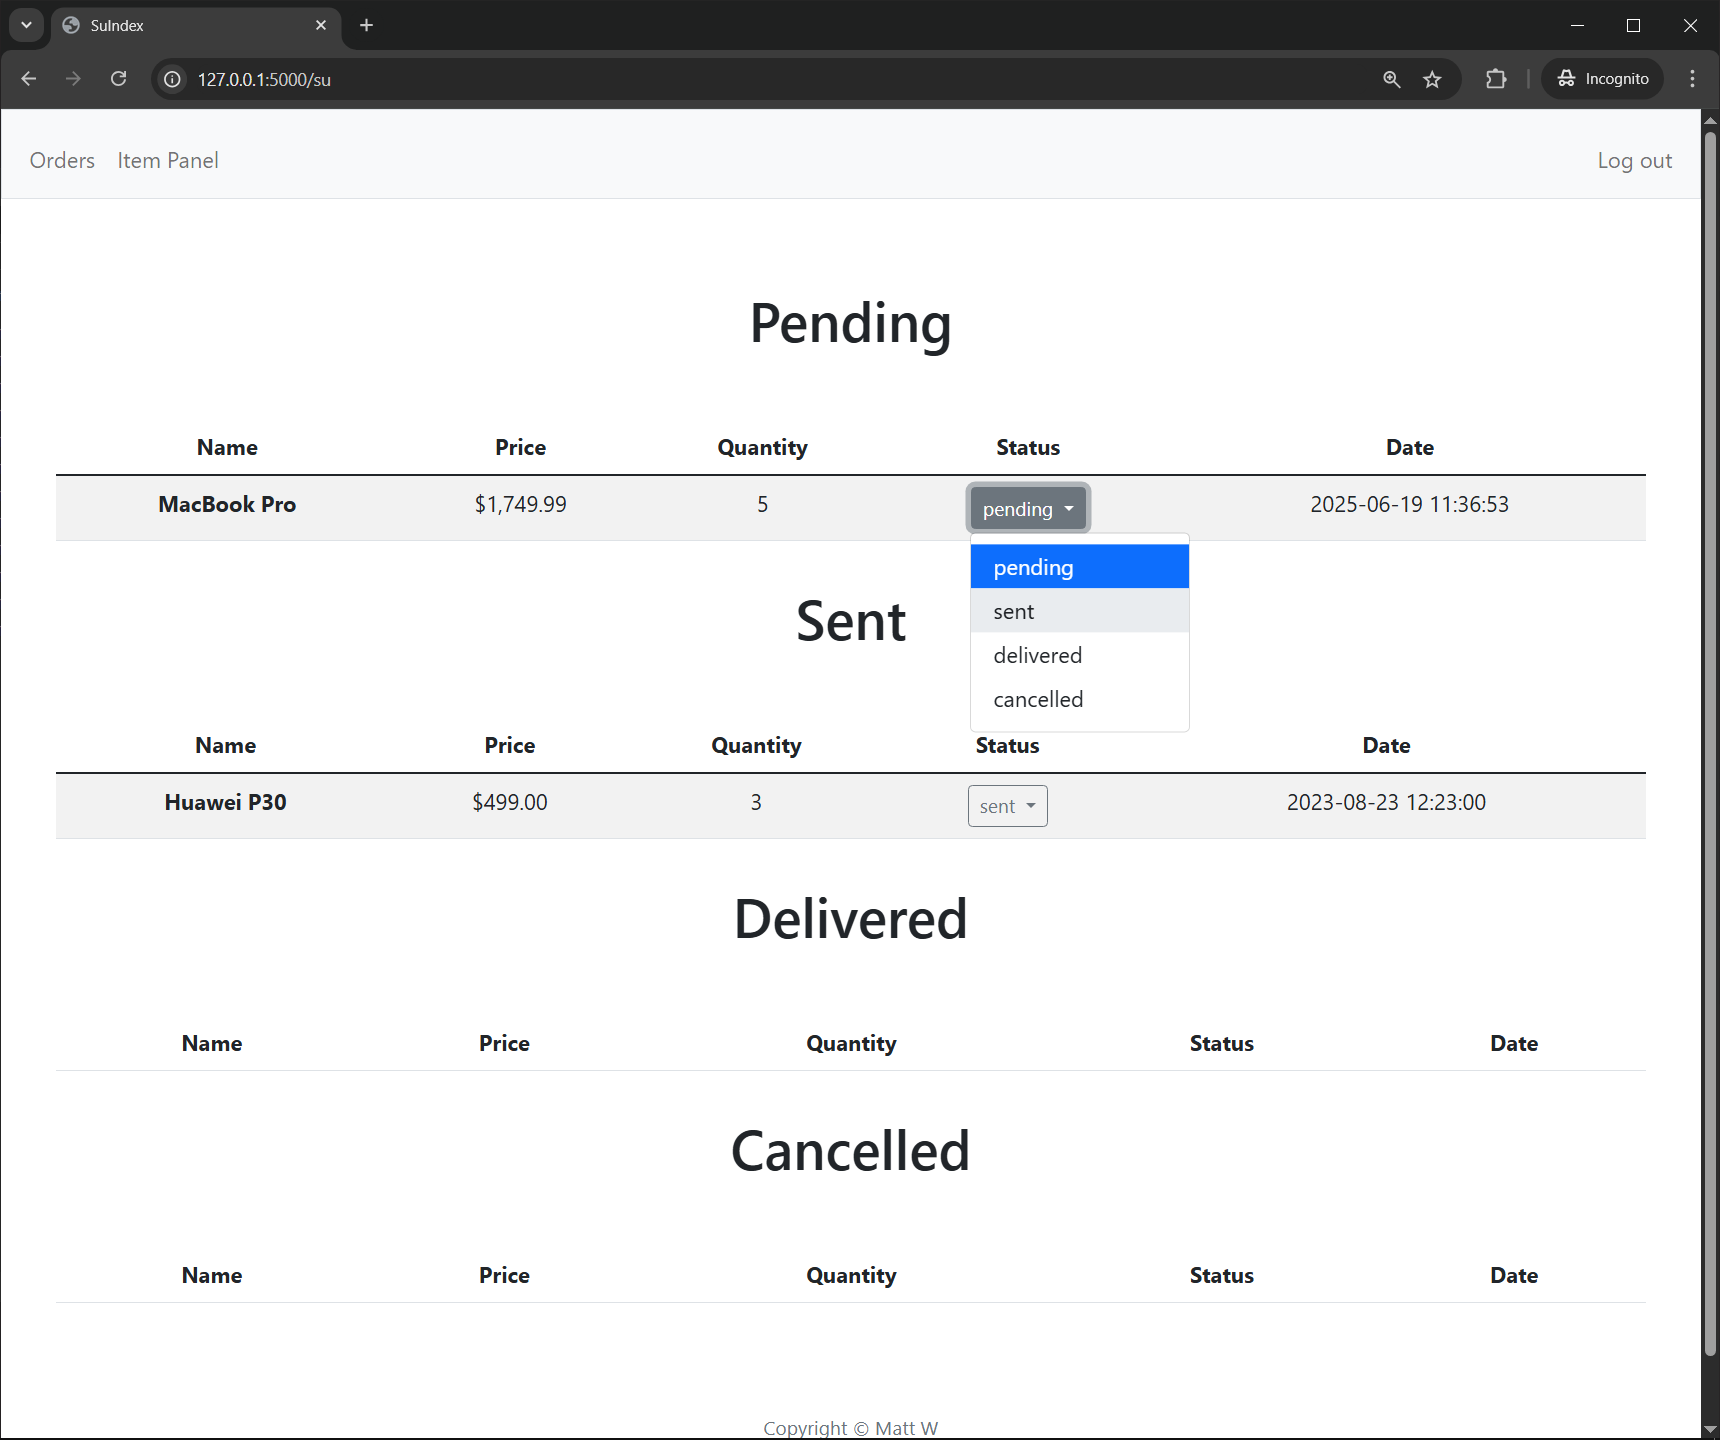 SuIndex
127.0.0.1:5000/su
Incognito
Orders Item Panel Log out
Pending
Name Price Quantity Status Date
MacBook Pro $1,749.99 5 pending 2025-06-19 11:36:53
pending
sent
delivered
cancelled
Sent
Name Price Quantity Status Date
Huawei P30 $499.00 3 sent 2023-08-23 12:23:00
Delivered
Name Price Quantity Status Date
Cancelled
Name Price Quantity Status Date
Copyright © Matt W